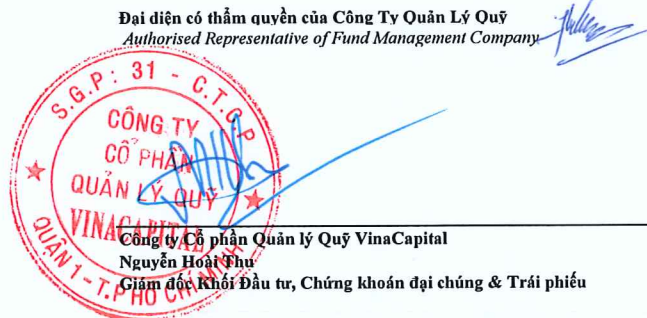 Đại diện có thẩm quyền của Công Ty Quản Lý Quỹ
Authorised Representative of Fund Management Company
S.G.P: 31 - C.T.C.P
CÔNG TY
CỔ PHẦN
QUẢN LÝ QUỸ
VINACAPITAL
QUẬN 1 - T.P HỒ CHÍ MINH
Công ty Cổ phần Quản lý Quỹ VinaCapital
Nguyễn Hoài Thu
Giám đốc Khối Đầu tư, Chứng khoán đại chúng & Trái phiếu